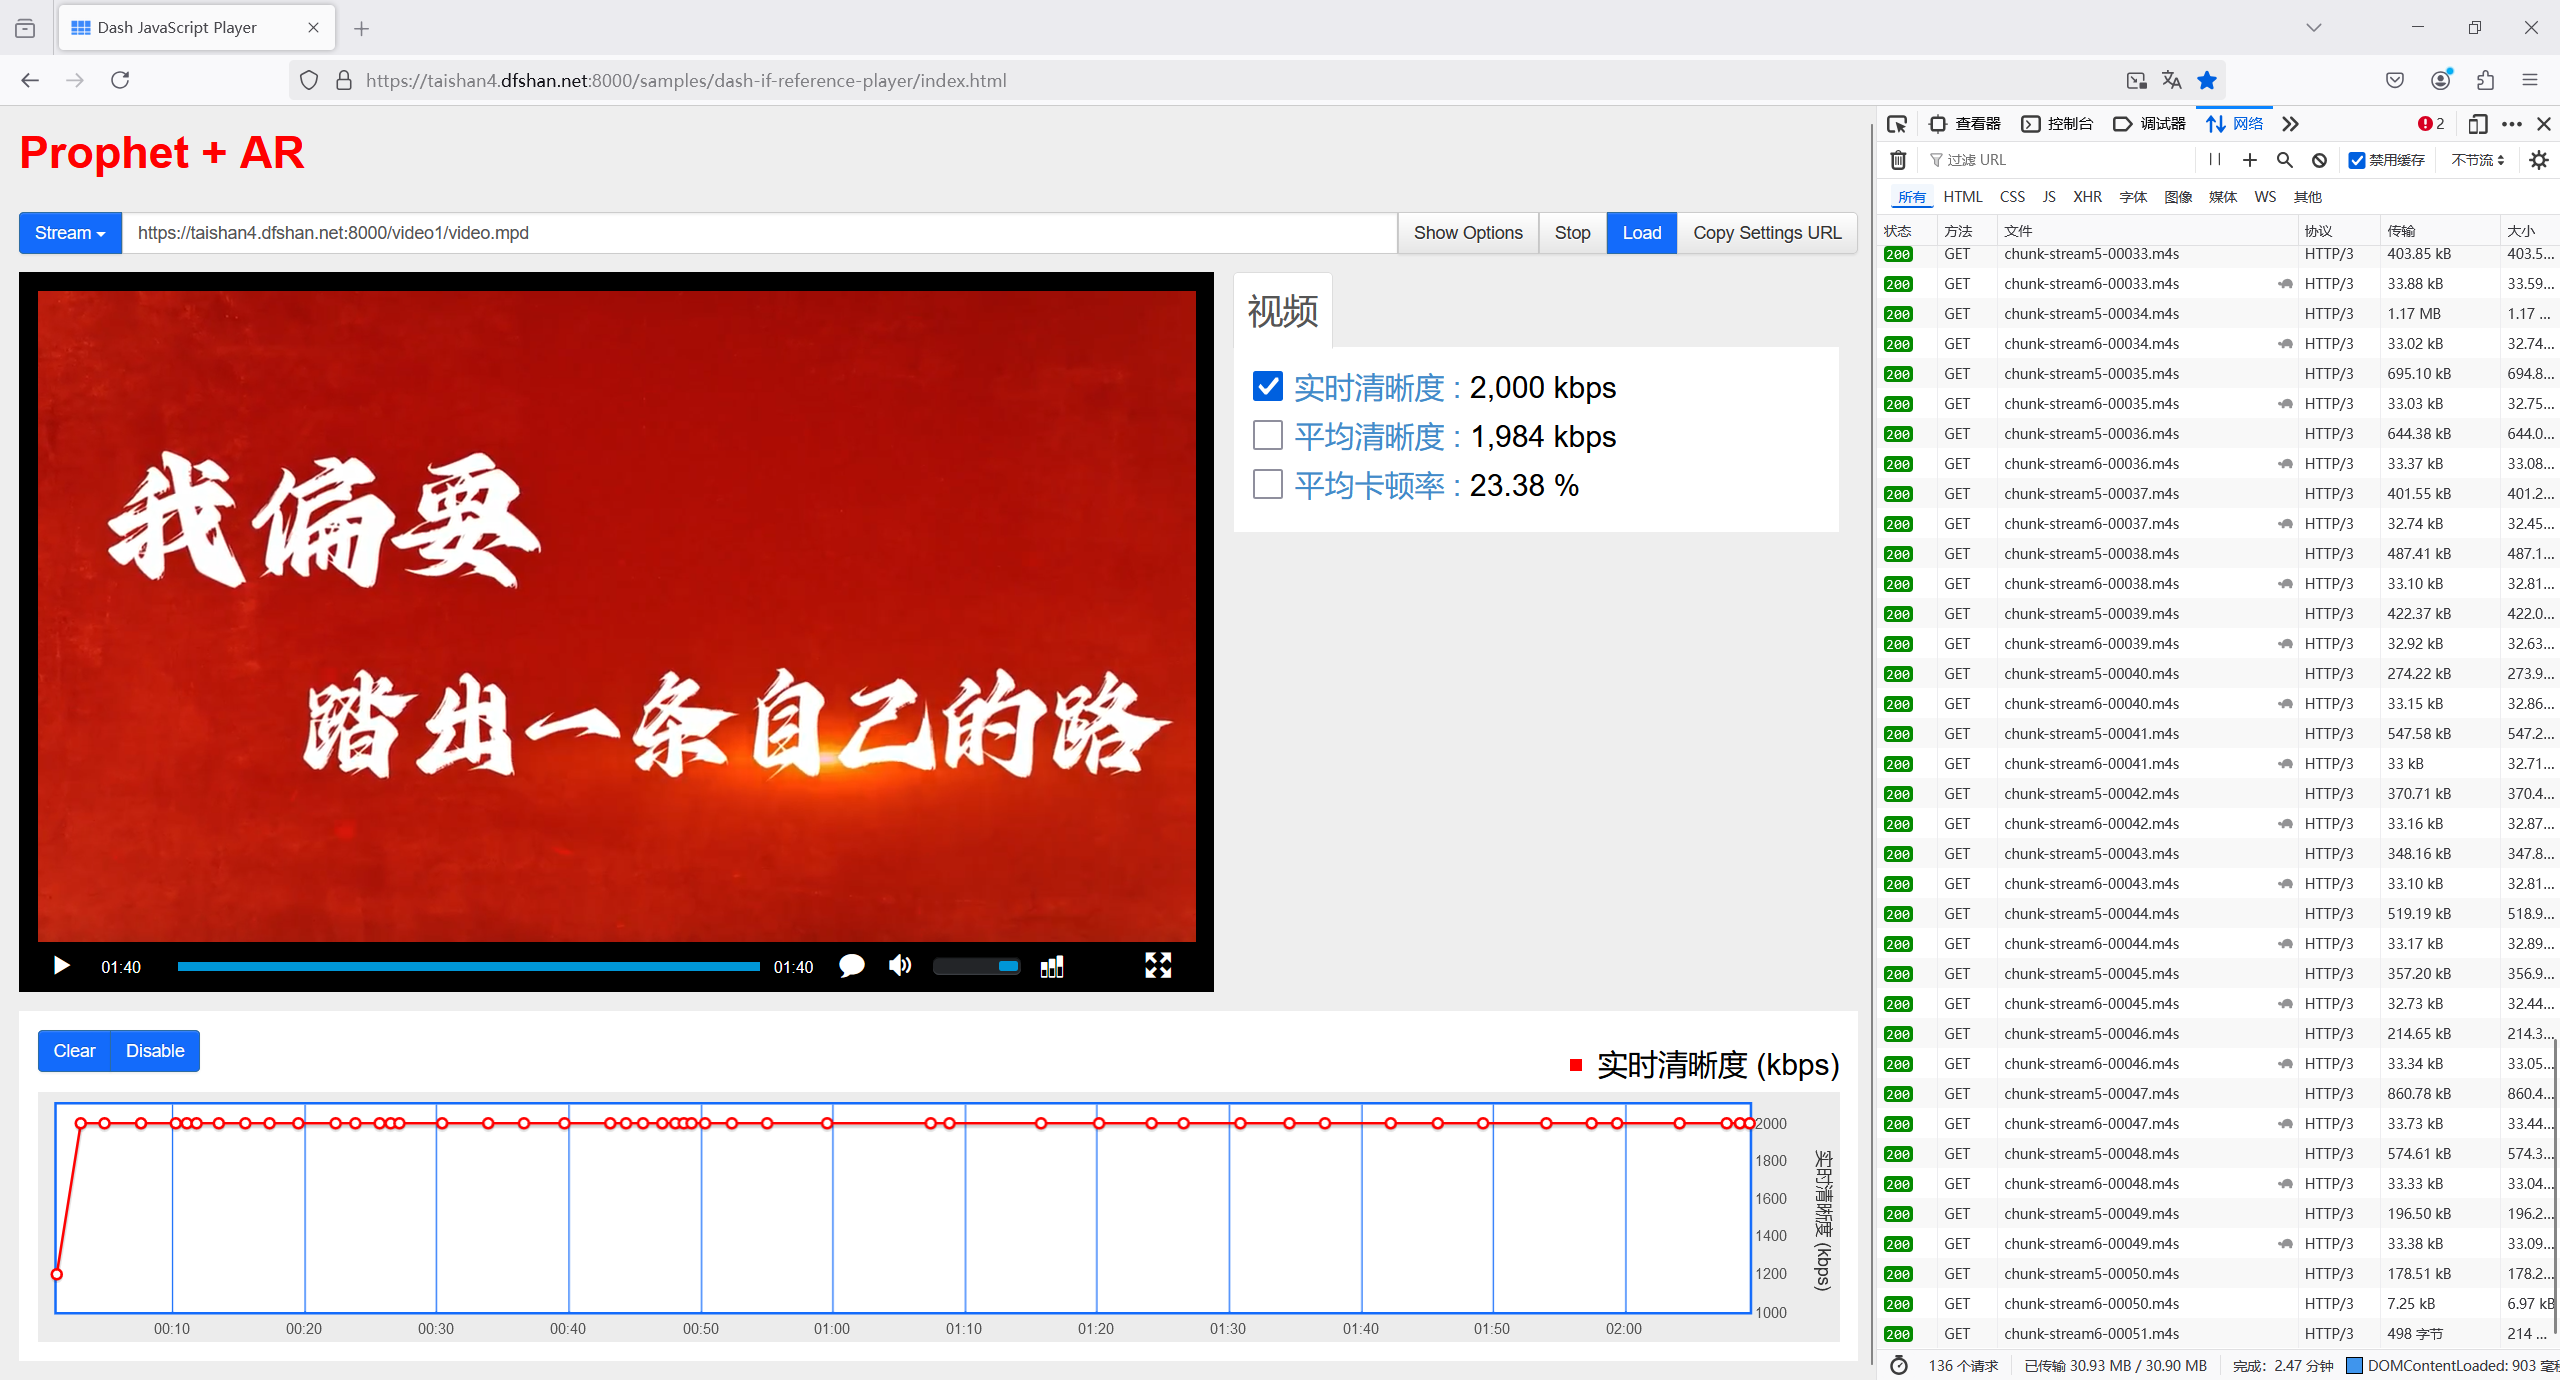 Dash JavaScript Player
https://taishan4.dfshan.net:8000/samples/dash-if-reference-player/index.html
Prophet + AR
Stream
https://taishan4.dfshan.net:8000/video1/video.mpd
Show Options
Stop
Load
Copy Settings URL
我偏要
踏出一条自己的路
01:40
01:40
视频
实时清晰度 : 2,000 kbps
平均清晰度 : 1,984 kbps
平均卡顿率 : 23.38 %
Clear
Disable
实时清晰度 (kbps)
2000
1800
1600
1400
1200
1000
实时清晰度 (kbps)
00:10 00:20 00:30 00:40 00:50 01:00 01:10 01:20 01:30 01:40 01:50 02:00
查看器 控制台 调试器 网络 2
过滤 URL 禁用缓存 不节流
所有 HTML CSS JS XHR 字体 图像 媒体 WS 其他
状态 方法 文件 协议 传输 大小
200 GET chunk-stream5-00033.m4s HTTP/3 403.85 kB 403.5...
200 GET chunk-stream6-00033.m4s HTTP/3 33.88 kB 33.59...
200 GET chunk-stream5-00034.m4s HTTP/3 1.17 MB 1.17 ...
200 GET chunk-stream6-00034.m4s HTTP/3 33.02 kB 32.74...
200 GET chunk-stream5-00035.m4s HTTP/3 695.10 kB 694.8...
200 GET chunk-stream6-00035.m4s HTTP/3 33.03 kB 32.75...
200 GET chunk-stream5-00036.m4s HTTP/3 644.38 kB 644.0...
200 GET chunk-stream6-00036.m4s HTTP/3 33.37 kB 33.08...
200 GET chunk-stream5-00037.m4s HTTP/3 401.55 kB 401.2...
200 GET chunk-stream6-00037.m4s HTTP/3 32.74 kB 32.45...
200 GET chunk-stream5-00038.m4s HTTP/3 487.41 kB 487.1...
200 GET chunk-stream6-00038.m4s HTTP/3 33.10 kB 32.81...
200 GET chunk-stream5-00039.m4s HTTP/3 422.37 kB 422.0...
200 GET chunk-stream6-00039.m4s HTTP/3 32.92 kB 32.63...
200 GET chunk-stream5-00040.m4s HTTP/3 274.22 kB 273.9...
200 GET chunk-stream6-00040.m4s HTTP/3 33.15 kB 32.86...
200 GET chunk-stream5-00041.m4s HTTP/3 547.58 kB 547.2...
200 GET chunk-stream6-00041.m4s HTTP/3 33 kB 32.71...
200 GET chunk-stream5-00042.m4s HTTP/3 370.71 kB 370.4...
200 GET chunk-stream6-00042.m4s HTTP/3 33.16 kB 32.87...
200 GET chunk-stream5-00043.m4s HTTP/3 348.16 kB 347.8...
200 GET chunk-stream6-00043.m4s HTTP/3 33.10 kB 32.81...
200 GET chunk-stream5-00044.m4s HTTP/3 519.19 kB 518.9...
200 GET chunk-stream6-00044.m4s HTTP/3 33.17 kB 32.89...
200 GET chunk-stream5-00045.m4s HTTP/3 357.20 kB 356.9...
200 GET chunk-stream6-00045.m4s HTTP/3 32.73 kB 32.44...
200 GET chunk-stream5-00046.m4s HTTP/3 214.65 kB 214.3...
200 GET chunk-stream6-00046.m4s HTTP/3 33.34 kB 33.05...
200 GET chunk-stream5-00047.m4s HTTP/3 860.78 kB 860.4...
200 GET chunk-stream6-00047.m4s HTTP/3 33.73 kB 33.44...
200 GET chunk-stream5-00048.m4s HTTP/3 574.61 kB 574.3...
200 GET chunk-stream6-00048.m4s HTTP/3 33.33 kB 33.04...
200 GET chunk-stream5-00049.m4s HTTP/3 196.50 kB 196.2...
200 GET chunk-stream6-00049.m4s HTTP/3 33.38 kB 33.09...
200 GET chunk-stream5-00050.m4s HTTP/3 178.51 kB 178.2...
200 GET chunk-stream6-00050.m4s HTTP/3 7.25 kB 6.97 kB
200 GET chunk-stream6-00051.m4s HTTP/3 498 字节 214 ...
136 个请求 已传输 30.93 MB / 30.90 MB 完成：2.47 分钟 DOMContentLoaded: 903 毫